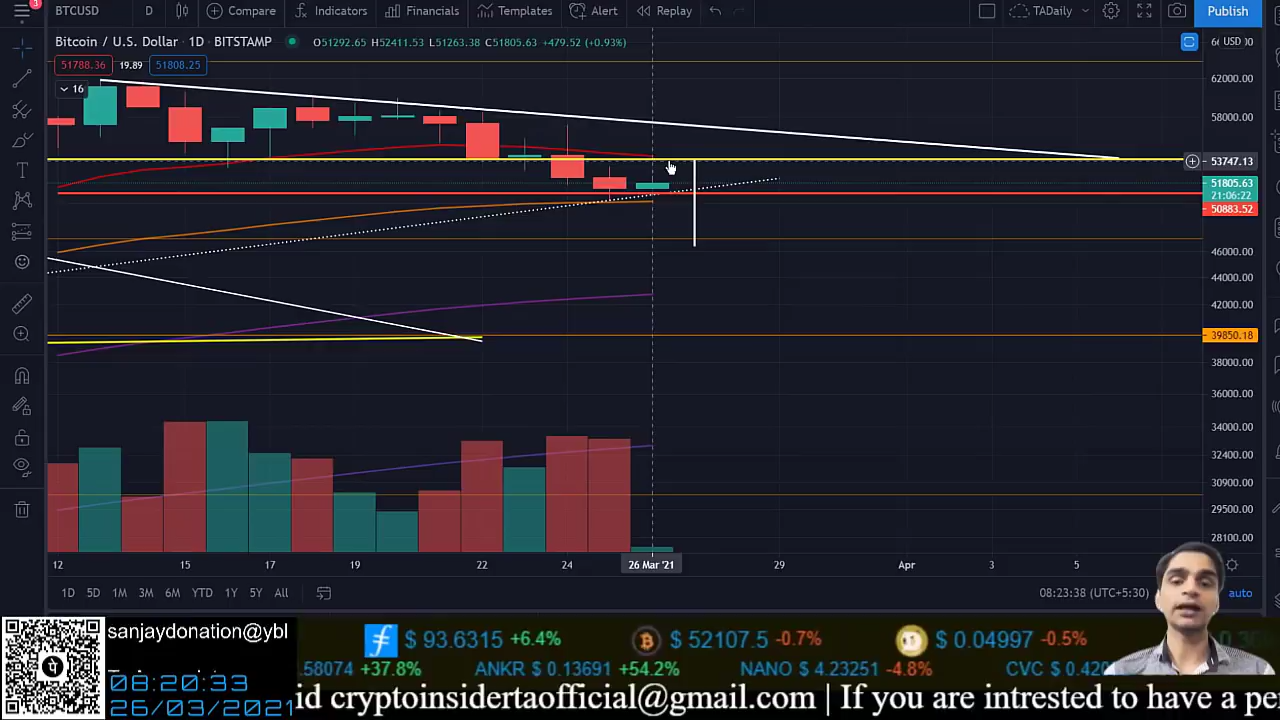 BTCUSD D Compare Indicators Financials Templates Alert Replay TADaily Publish
3
Bitcoin / U.S. Dollar · 1D · BITSTAMP O51292.65 H52411.53 L51263.38 C51805.63 +479.52 (+0.93%)
USD
51788.36 19.89 51808.25
16
62000.00
58000.00
53747.13
51805.63
21:06:22
50883.52
46000.00
44000.00
42000.00
39850.18
38000.00
36000.00
34000.00
32400.00
30900.00
29500.00
28100.00
12 15 17 19 22 24 26 Mar '21 29 Apr 3 5
1D 5D 1M 3M 6M YTD 1Y 5Y All 08:23:38 (UTC+5:30) auto
sanjaydonation@ybl
$ 93.6315 +6.4% $ 52107.5 -0.7% $ 0.04997 -0.5%
.58074 +37.8% ANKR $ 0.13691 +54.2% NANO $ 4.23251 -4.8% CVC $ 0.420
08:20:33
26/03/2021
id cryptoinsidertaofficial@gmail.com | If you are intrested to have a pe